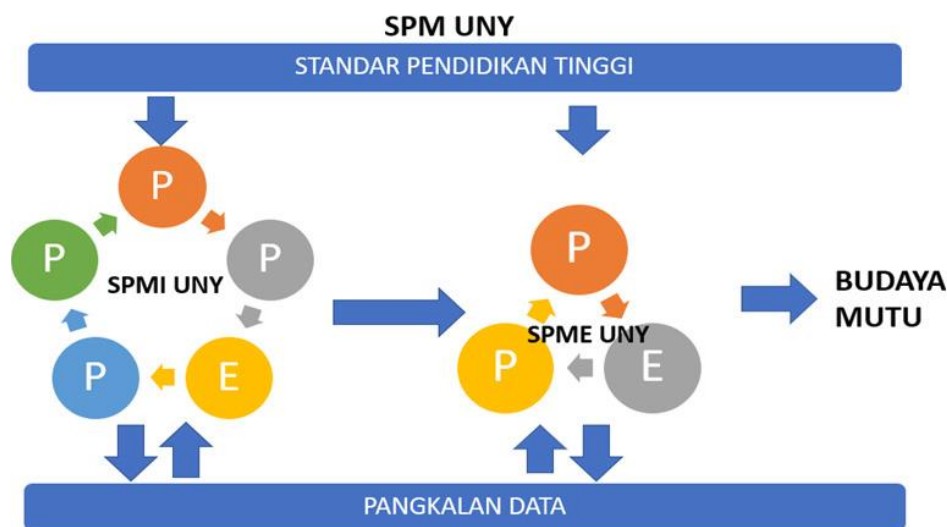 SPM UNY
STANDAR PENDIDIKAN TINGGI
P
P
P
SPMI UNY
P
E
P
SPME UNY
P
E
BUDAYA
MUTU
PANGKALAN DATA